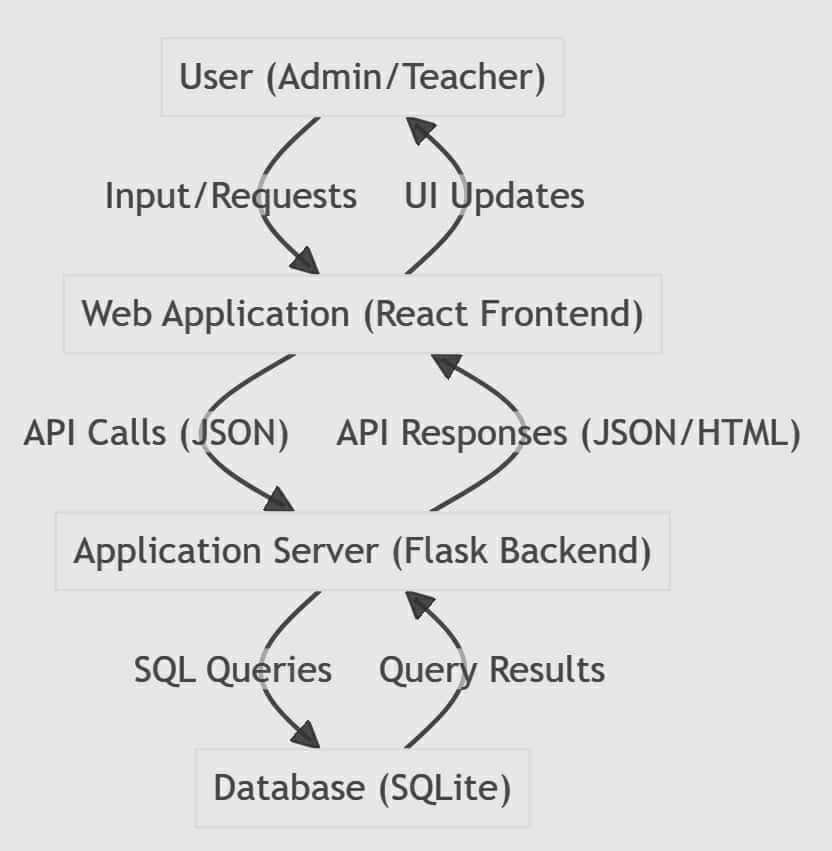 User (Admin/Teacher)
Input/Requests
UI Updates
Web Application (React Frontend)
API Calls (JSON)
API Responses (JSON/HTML)
Application Server (Flask Backend)
SQL Queries
Query Results
Database (SQLite)